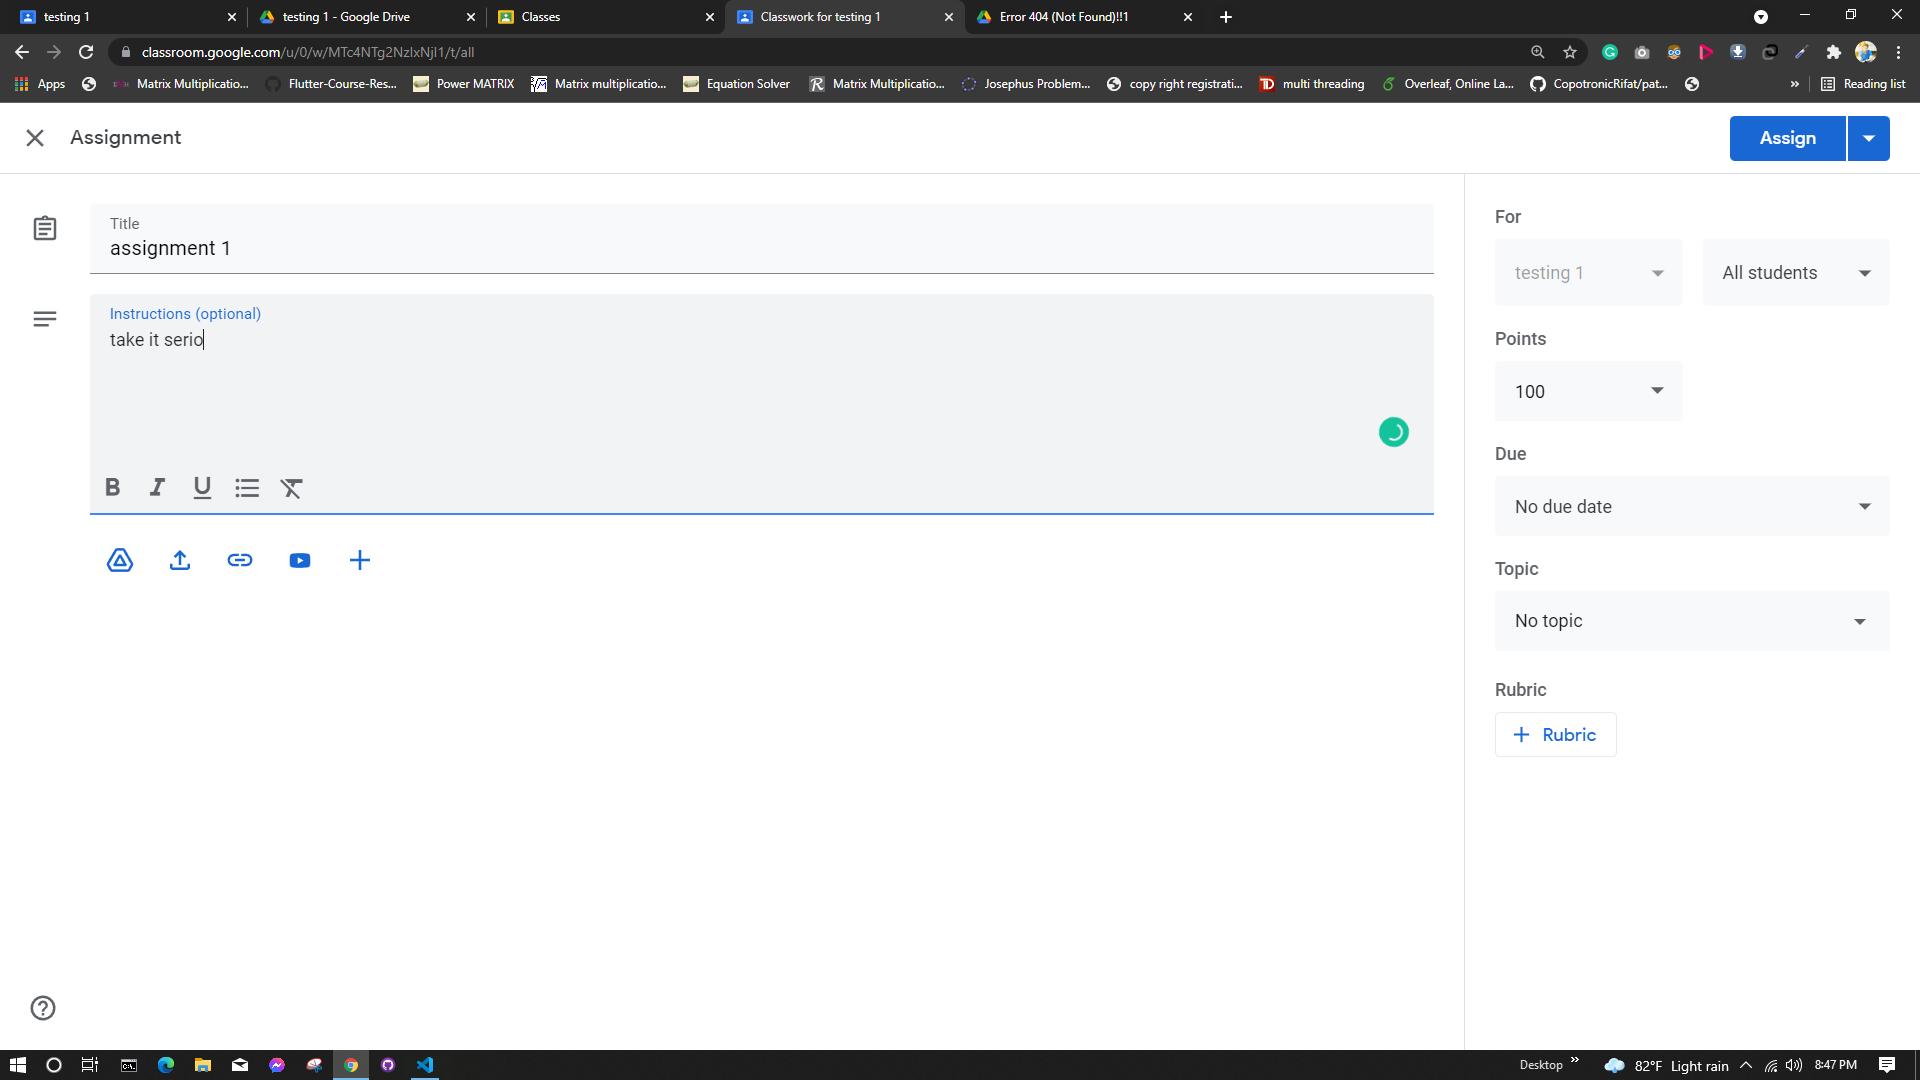 testing 1
testing 1 - Google Drive
Classes
Classwork for testing 1
Error 404 (Not Found)!!1
classroom.google.com/u/0/w/MTc4NTg2NzIxNjI1/t/all
Apps
Matrix Multiplicatio...
Flutter-Course-Res...
Power MATRIX
Matrix multiplicatio...
Equation Solver
Matrix Multiplicatio...
Josephus Problem...
copy right registrati...
multi threading
Overleaf, Online La...
CopotronicRifat/pat...
Reading list
Assignment
Assign
Title
assignment 1
Instructions (optional)
take it serio
For
testing 1
All students
Points
100
Due
No due date
Topic
No topic
Rubric
Rubric
Desktop
82°F Light rain
8:47 PM